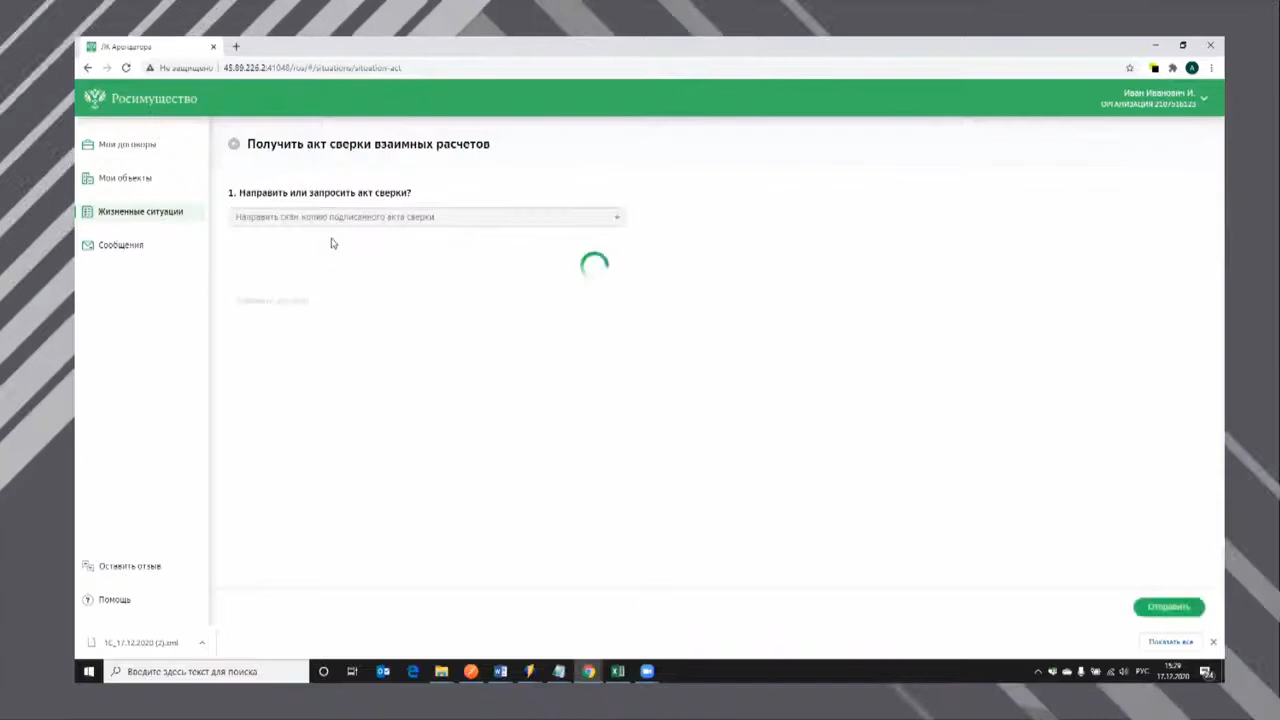 ЛК Арендатора
Не защищено
45.89.226.2:41048/ros/#/situations/situation-act
Росимущество
Иван Иванович И.
ОРГАНИЗАЦИЯ 2107516123
Мои договоры
Получить акт сверки взаимных расчетов
Мои объекты
1. Направить или запросить акт сверки?
Жизненные ситуации
Направить скан-копию подписанного акта сверки
Сообщения
Оставить отзыв
Помощь
Отправить
1С_17.12.2020 (2).xml
Показать все
Введите здесь текст для поиска
РУС
15:29
17.12.2020